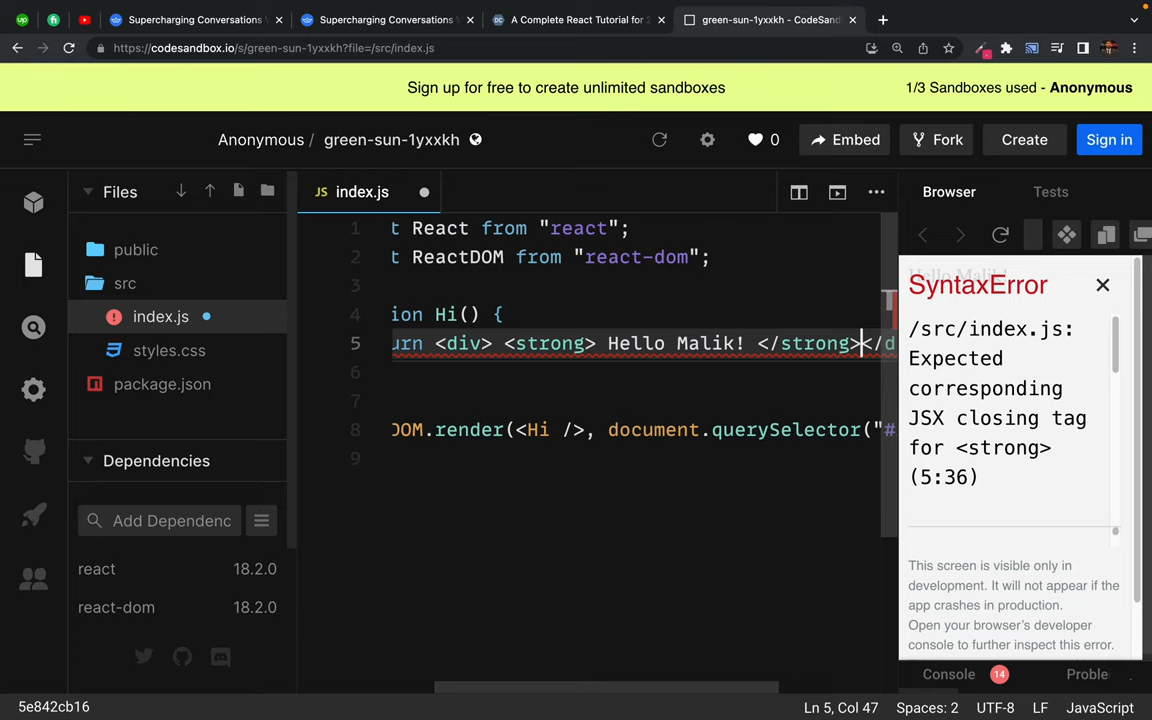 Supercharging Conversations W
Supercharging Conversations W
A Complete React Tutorial for 2
green-sun-1yxxkh - CodeSand
https://codesandbox.io/s/green-sun-1yxxkh?file=/src/index.js
Sign up for free to create unlimited sandboxes
1/3 Sandboxes used - Anonymous
Anonymous / green-sun-1yxxkh
0
Embed
Fork
Create
Sign in
Files
JS index.js
Browser
Tests
public
src
index.js
styles.css
package.json
1 t React from "react";
2 t ReactDOM from "react-dom";
3
4 ion Hi() {
5 urn <div> <strong> Hello Malik! </strong></d
6
7
8 DOM.render(<Hi />, document.querySelector("#
9
Hello Malik!
SyntaxError
/src/index.js:
Expected
corresponding
JSX closing tag
for <strong>
(5:36)
This screen is visible only in
development. It will not appear if the
app crashes in production.
Open your browser's developer
console to further inspect this error.
Dependencies
Add Dependenc
react 18.2.0
react-dom 18.2.0
Console 14
Proble
5e842cb16
Ln 5, Col 47
Spaces: 2
UTF-8
LF
JavaScript